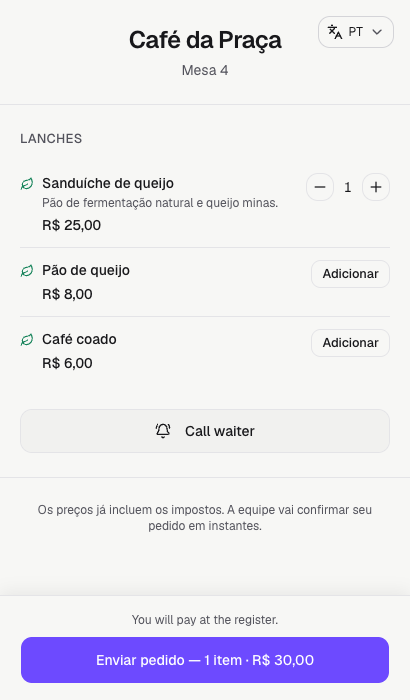 Café da Praça
PT
Mesa 4
LANCHES
Sanduíche de queijo
Pão de fermentação natural e queijo minas.
R$ 25,00
1
Pão de queijo
R$ 8,00
Adicionar
Café coado
R$ 6,00
Adicionar
Call waiter
Os preços já incluem os impostos. A equipe vai confirmar seu
pedido em instantes.
You will pay at the register.
Enviar pedido — 1 item · R$ 30,00